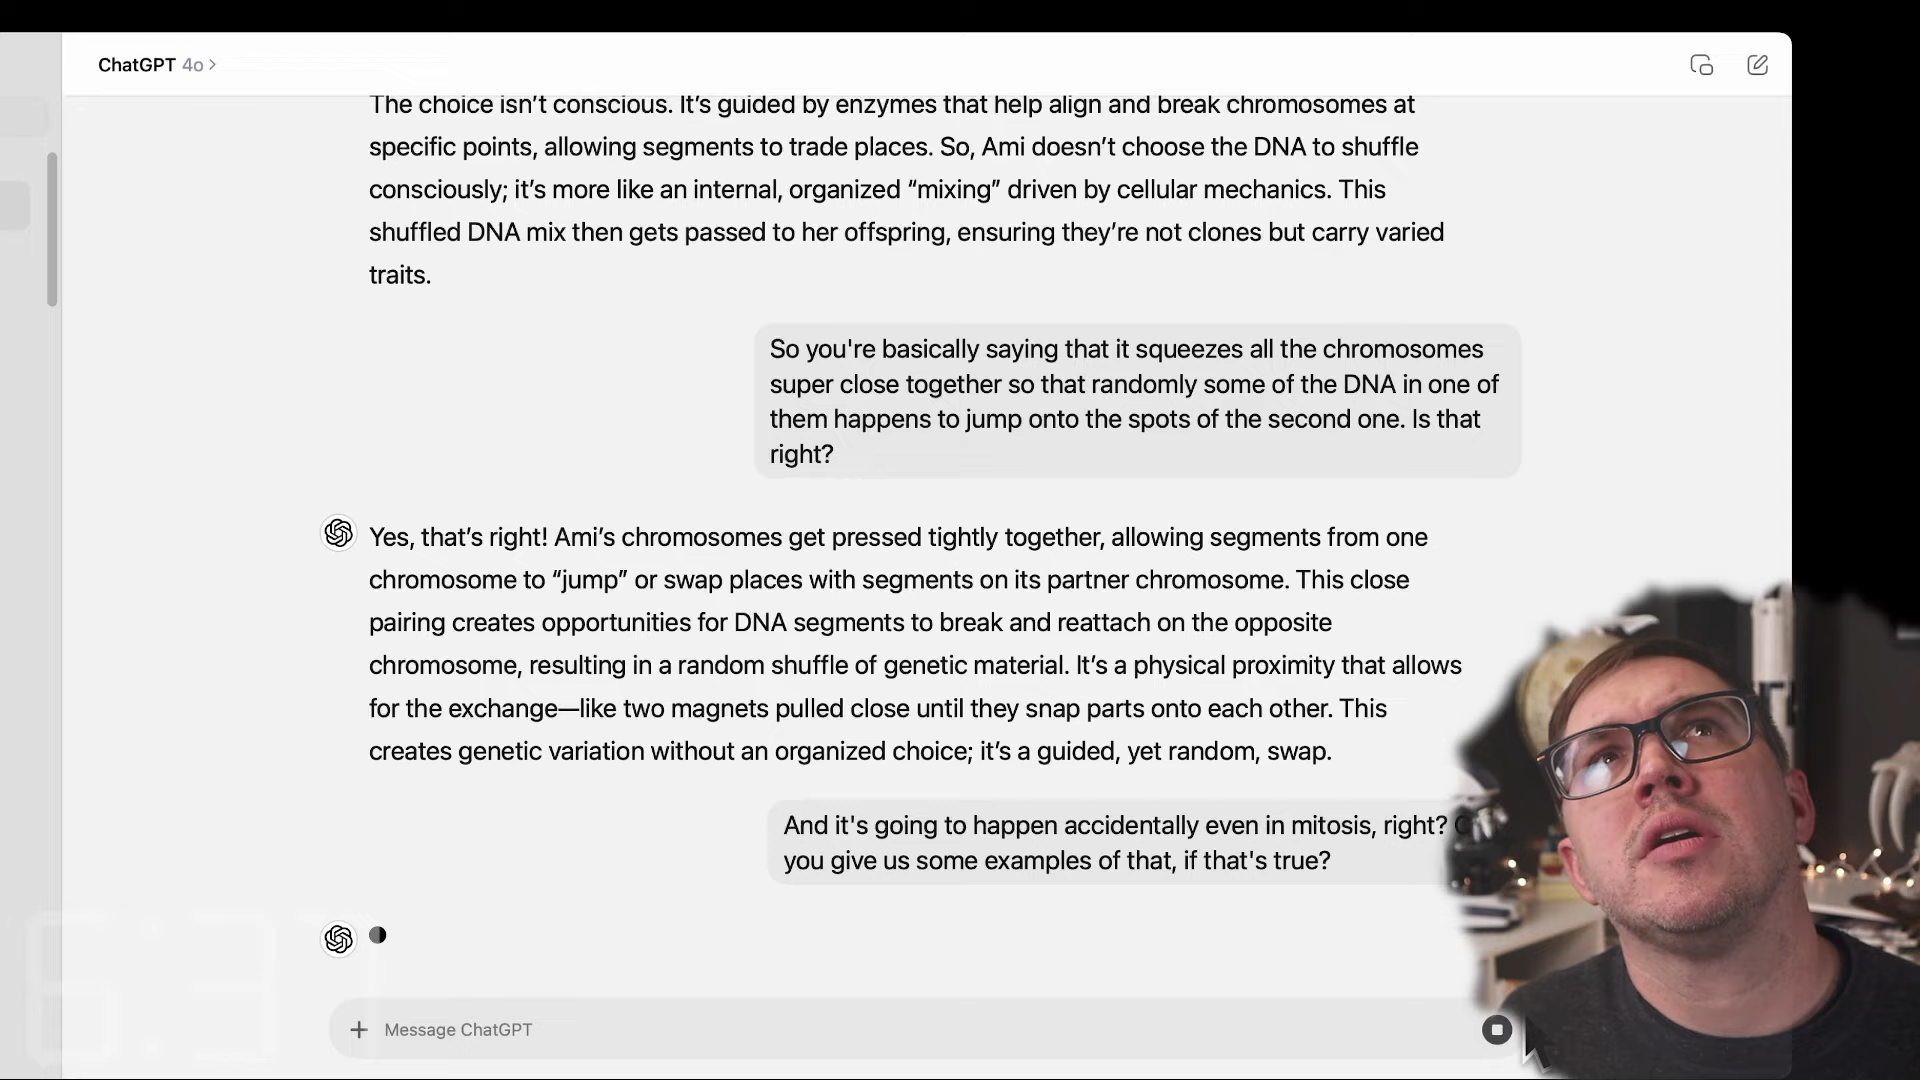 ChatGPT 4o >
The choice isn’t conscious. It’s guided by enzymes that help align and break chromosomes at
specific points, allowing segments to trade places. So, Ami doesn’t choose the DNA to shuffle
consciously; it’s more like an internal, organized “mixing” driven by cellular mechanics. This
shuffled DNA mix then gets passed to her offspring, ensuring they’re not clones but carry varied
traits.
So you're basically saying that it squeezes all the chromosomes
super close together so that randomly some of the DNA in one of
them happens to jump onto the spots of the second one. Is that
right?
Yes, that’s right! Ami’s chromosomes get pressed tightly together, allowing segments from one
chromosome to “jump” or swap places with segments on its partner chromosome. This close
pairing creates opportunities for DNA segments to break and reattach on the opposite
chromosome, resulting in a random shuffle of genetic material. It’s a physical proximity that allows
for the exchange—like two magnets pulled close until they snap parts onto each other. This
creates genetic variation without an organized choice; it’s a guided, yet random, swap.
And it's going to happen accidentally even in mitosis, right?
you give us some examples of that, if that's true?
Message ChatGPT